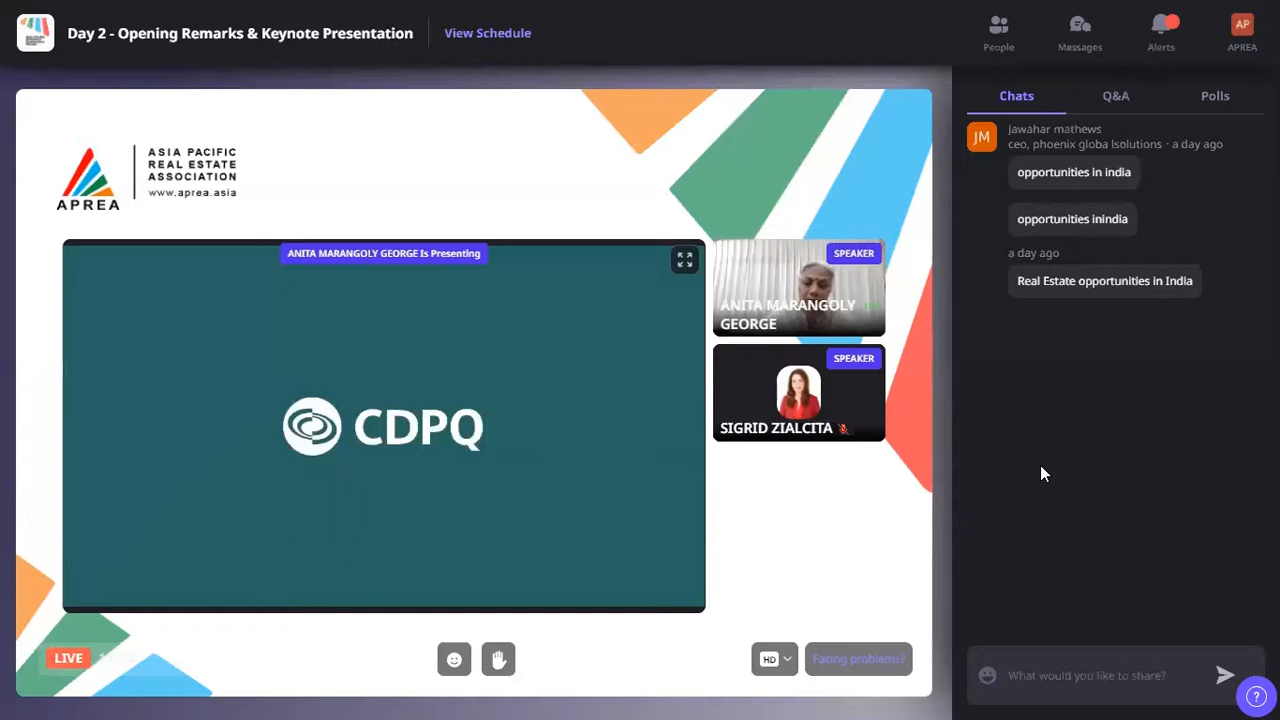 Day 2 - Opening Remarks & Keynote Presentation
View Schedule
People
Messages
Alerts
AP
APREA
APREA
ASIA PACIFIC
REAL ESTATE
ASSOCIATION
www.aprea.asia
ANITA MARANGOLY GEORGE Is Presenting
CDPQ
SPEAKER
ANITA MARANGOLY
GEORGE
SPEAKER
SIGRID ZIALCITA
LIVE
HD
Facing problems?
Chats
Q&A
Polls
JM
Jawahar mathews
ceo, phoenix globa lsolutions · a day ago
opportunities in india
opportunities inindia
a day ago
Real Estate opportunities in India
What would you like to share?
?